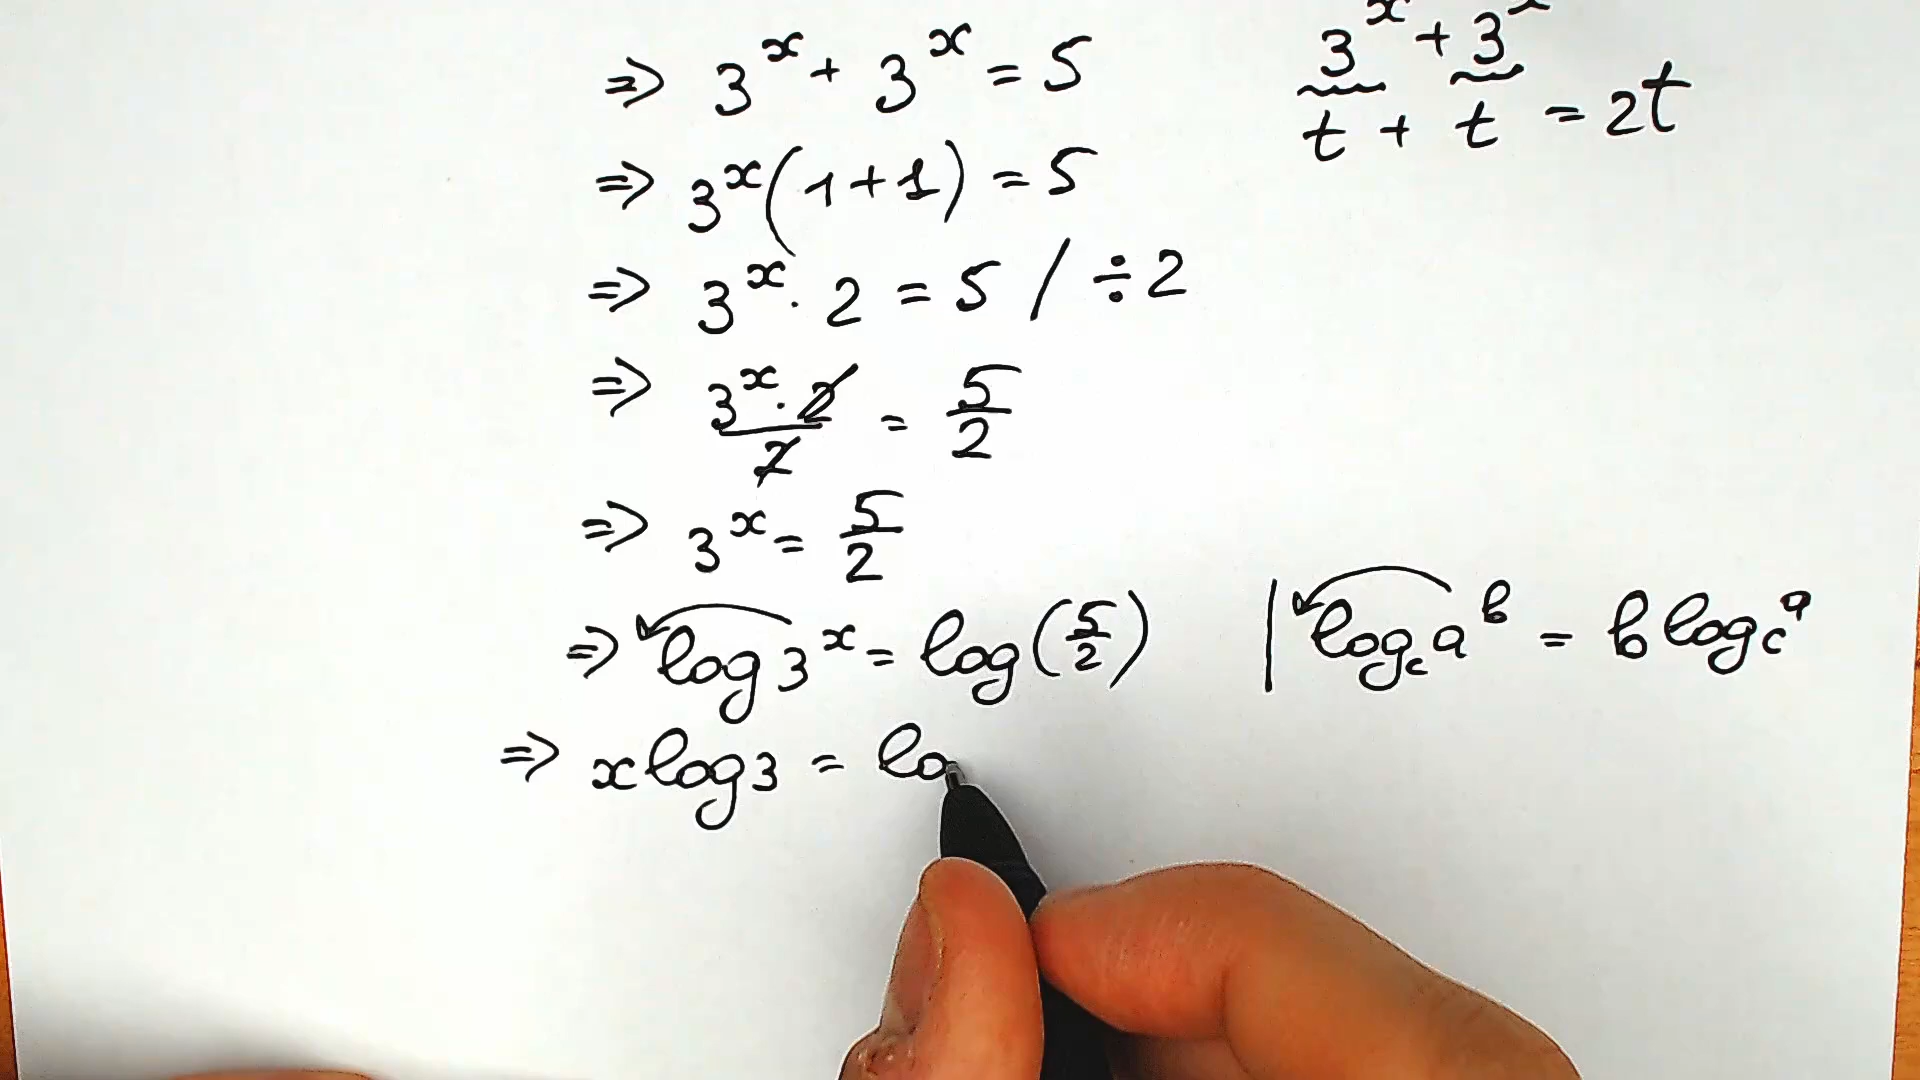 => 3^x + 3^x = 5
3^x + 3^x
t + t = 2t
=> 3^x(1+1) = 5
=> 3^x · 2 = 5 / ÷2
=> 3^x · 2 / 2 = 5/2
=> 3^x = 5/2
=> log 3^x = log(5/2) | log_c a^b = b log_c a
=> x log 3 = lo